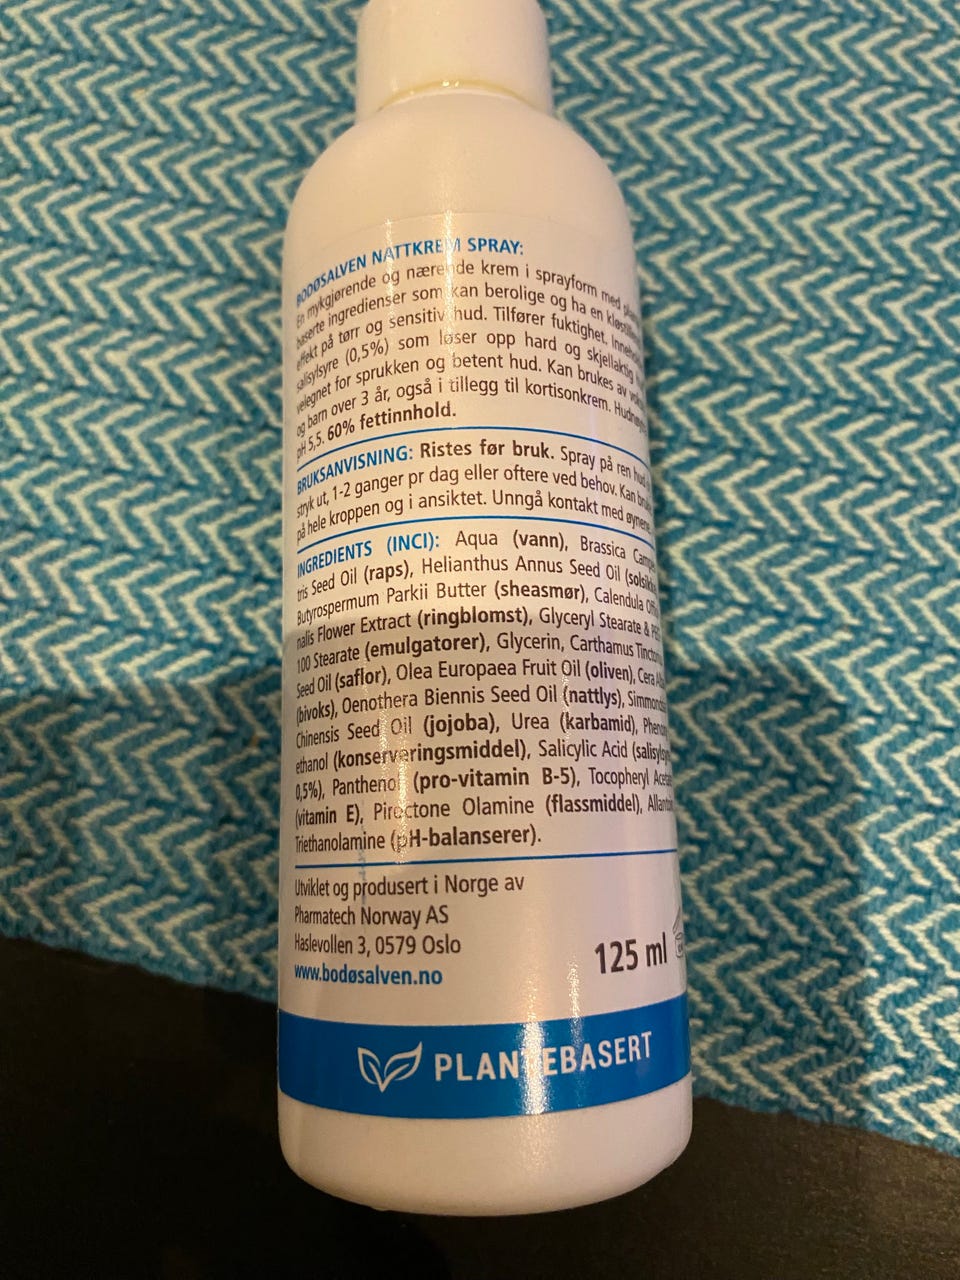 BODØSALVEN NATTKREM SPRAY:
En mykgjørende og nærende krem i sprayform med
baserte ingredienser som kan berolige og ha en
effekt på tørr og sensitiv hud. Tilfører fuktighet.
salisylsyre (0,5%) som løser opp hard og skjellaktig
velegnet for sprukken og betent hud. Kan brukes av
og barn over 3 år, også i tillegg til kortisonkrem.
pH 5,5. 60% fettinnhold.
BRUKSANVISNING: Ristes før bruk. Spray på ren hud
stryk ut, 1-2 ganger pr dag eller oftere ved behov. Kan
på hele kroppen og i ansiktet. Unngå kontakt med øynene
INGREDIENTS (INCI): Aqua (vann), Brassica Campe
tris Seed Oil (raps), Helianthus Annus Seed Oil
Butyrospermum Parkii Butter (sheasmør), Calendula
nalis Flower Extract (ringblomst), Glyceryl Stearate &
100 Stearate (emulgatorer), Glycerin, Carthamus
Seed Oil (saflor), Olea Europaea Fruit Oil (oliven), Cera
(bivoks), Oenothera Biennis Seed Oil (nattlys),
Chinensis Seed Oil (jojoba), Urea (karbamid),
ethanol (konserveringsmiddel), Salicylic Acid
0,5%), Panthenol (pro-vitamin B-5), Tocopheryl
(vitamin E), Piroctone Olamine (flassmiddel),
Triethanolamine (pH-balanserer).
Utviklet og produsert i Norge av
Pharmatech Norway AS
Haslevollen 3, 0579 Oslo
www.bodøsalven.no
125 ml
PLANTEBASERT